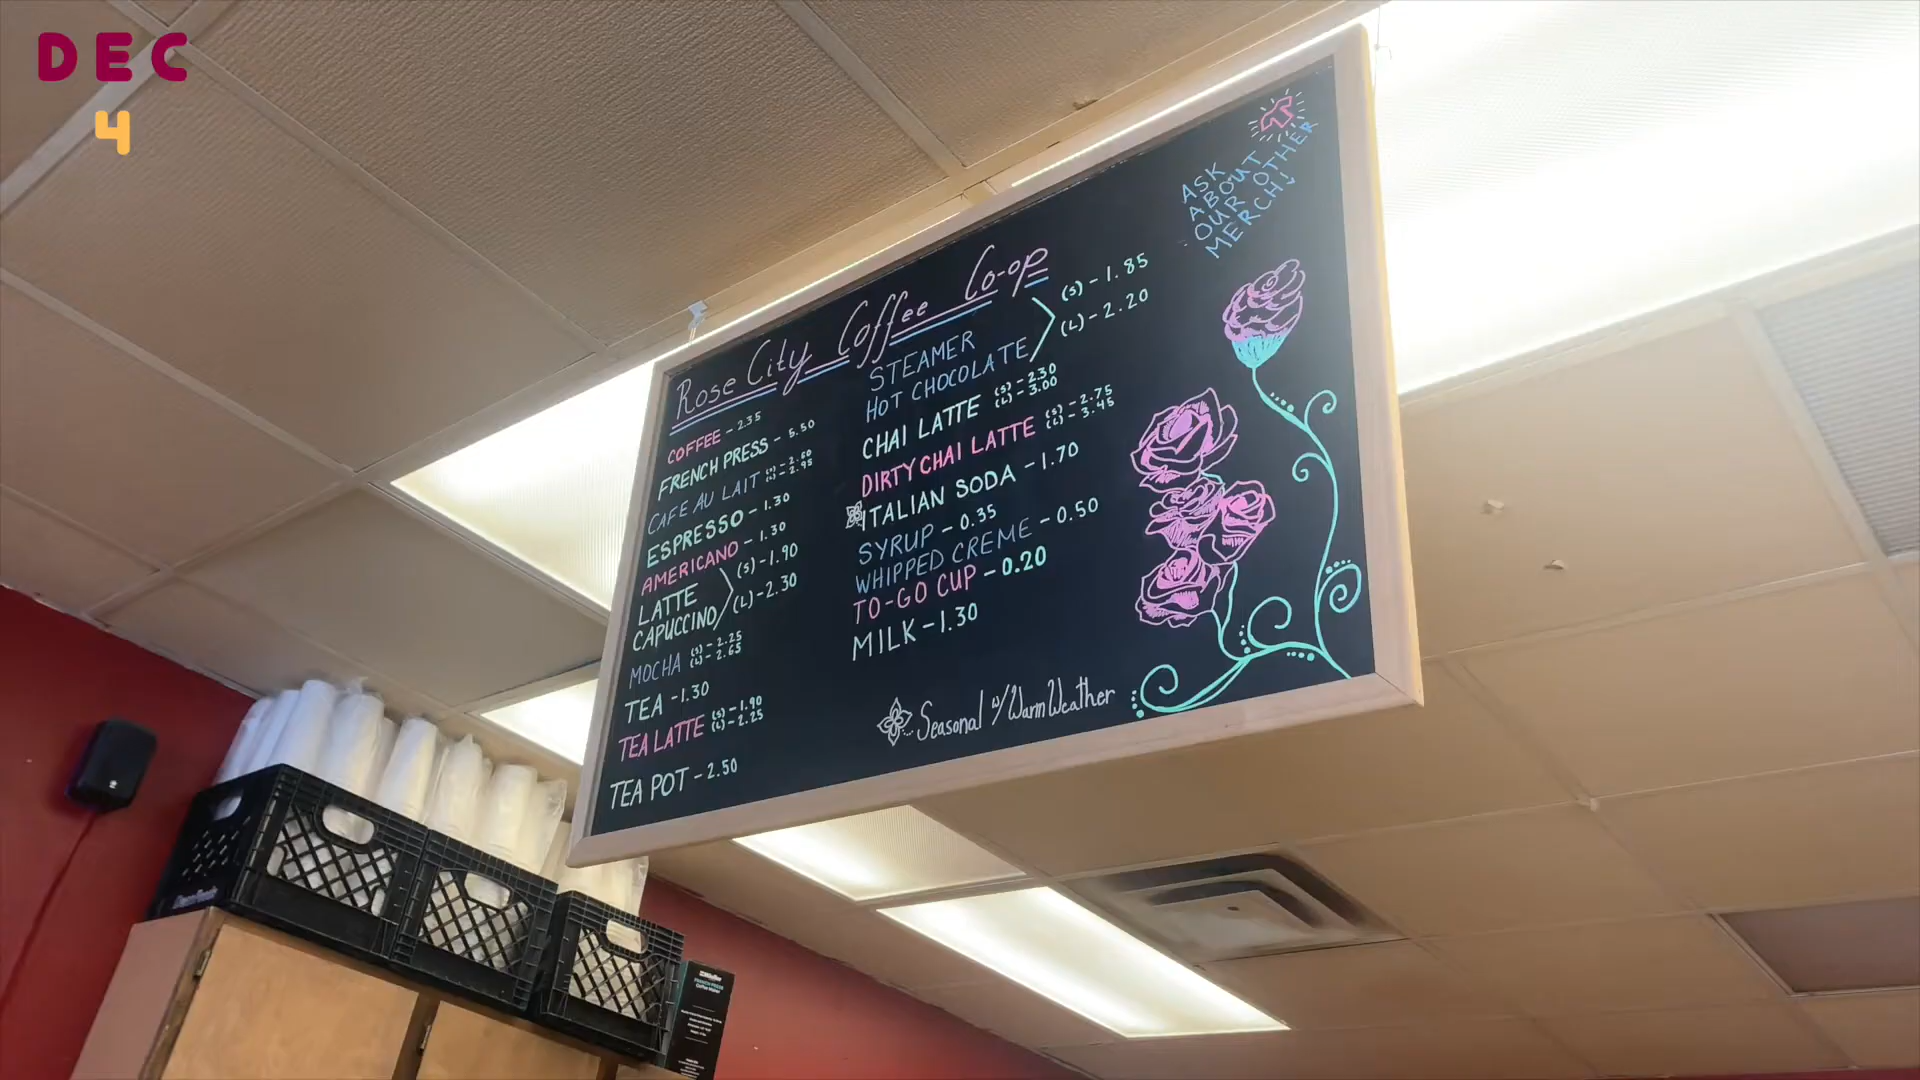 DEC
4
Rose City Coffee Co-op
COFFEE - 2.35
FRENCH PRESS - 5.50
CAFE AU LAIT (S) - 2.60
(L) - 2.95
ESPRESSO - 1.30
AMERICANO - 1.30
LATTE (S) - 1.90
CAPUCCINO (L) - 2.30
MOCHA (S) - 2.25
(L) - 2.65
TEA - 1.30
TEA LATTE (S) - 1.90
(L) - 2.25
TEA POT - 2.50
STEAMER (S) - 1.85
HOT CHOCOLATE (L) - 2.20
CHAI LATTE (S) - 2.30
(L) - 3.00
DIRTY CHAI LATTE (S) - 2.75
(L) - 3.45
ITALIAN SODA - 1.70
SYRUP - 0.35
WHIPPED CREME - 0.50
TO-GO CUP - 0.20
MILK - 1.30
Seasonal w/Warm Weather
ASK
ABOUT
OUR OTHER
MERCH!
FRENCH PRESS